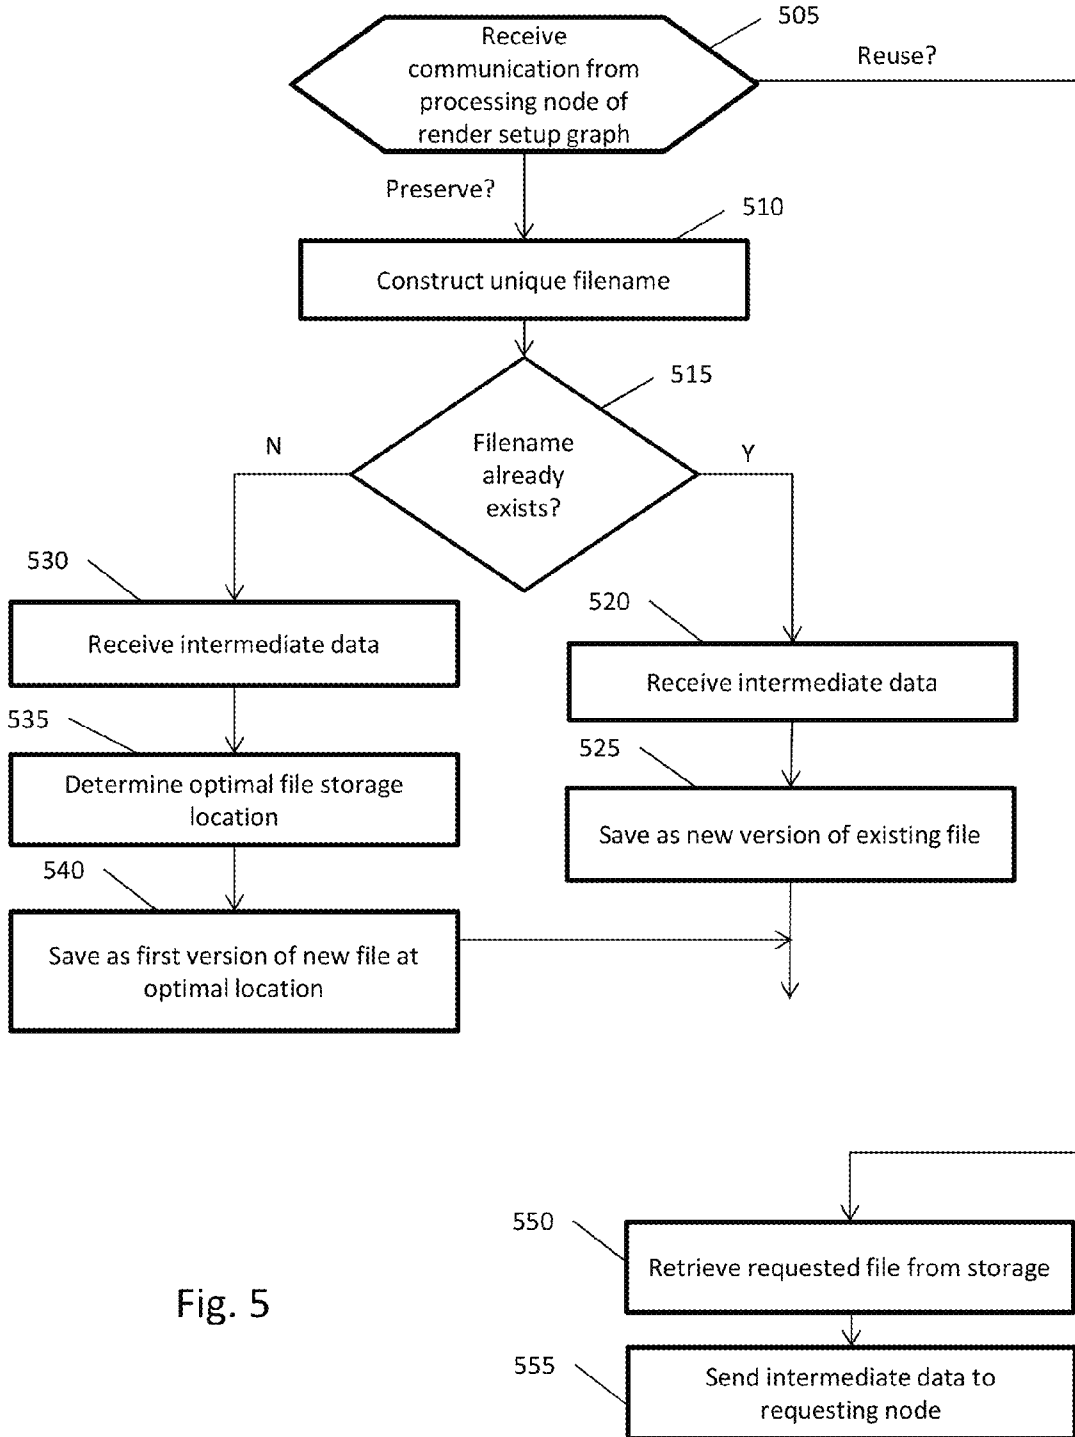 505
Receive
communication from
processing node of
render setup graph
Reuse?
Preserve?
510
Construct unique filename
515
Filename
already
exists?
N
Y
530
Receive intermediate data
520
Receive intermediate data
535
Determine optimal file storage
location
525
Save as new version of existing file
540
Save as first version of new file at
optimal location
550
Retrieve requested file from storage
Fig. 5
555
Send intermediate data to
requesting node